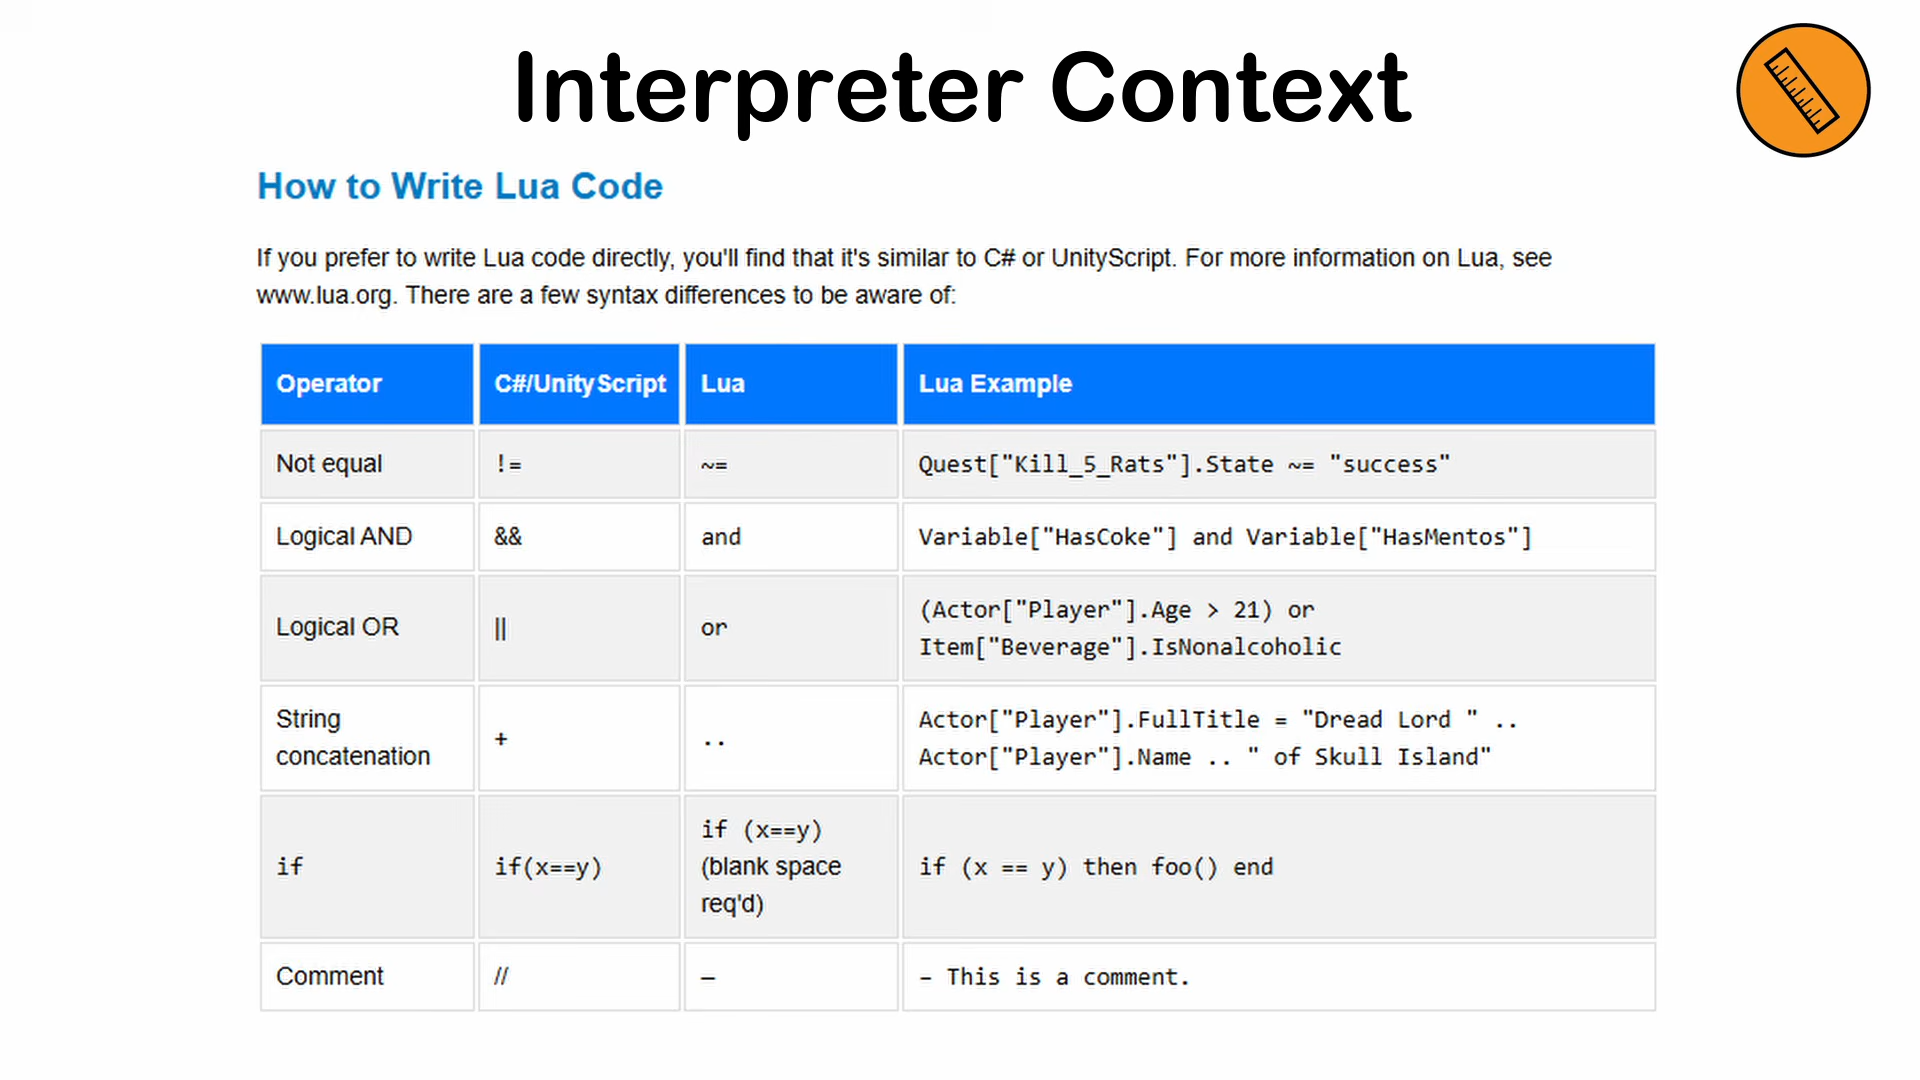 Interpreter Context
How to Write Lua Code
If you prefer to write Lua code directly, you'll find that it's similar to C# or UnityScript. For more information on Lua, see
www.lua.org. There are a few syntax differences to be aware of:
Operator C#/UnityScript Lua Lua Example
Not equal != ~= Quest["Kill_5_Rats"].State ~= "success"
Logical AND && and Variable["HasCoke"] and Variable["HasMentos"]
Logical OR || or (Actor["Player"].Age > 21) or
Item["Beverage"].IsNonalcoholic
String concatenation + .. Actor["Player"].FullTitle = "Dread Lord " ..
Actor["Player"].Name .. " of Skull Island"
if if(x==y) if (x==y)
(blank space
req'd) if (x == y) then foo() end
Comment // – – This is a comment.